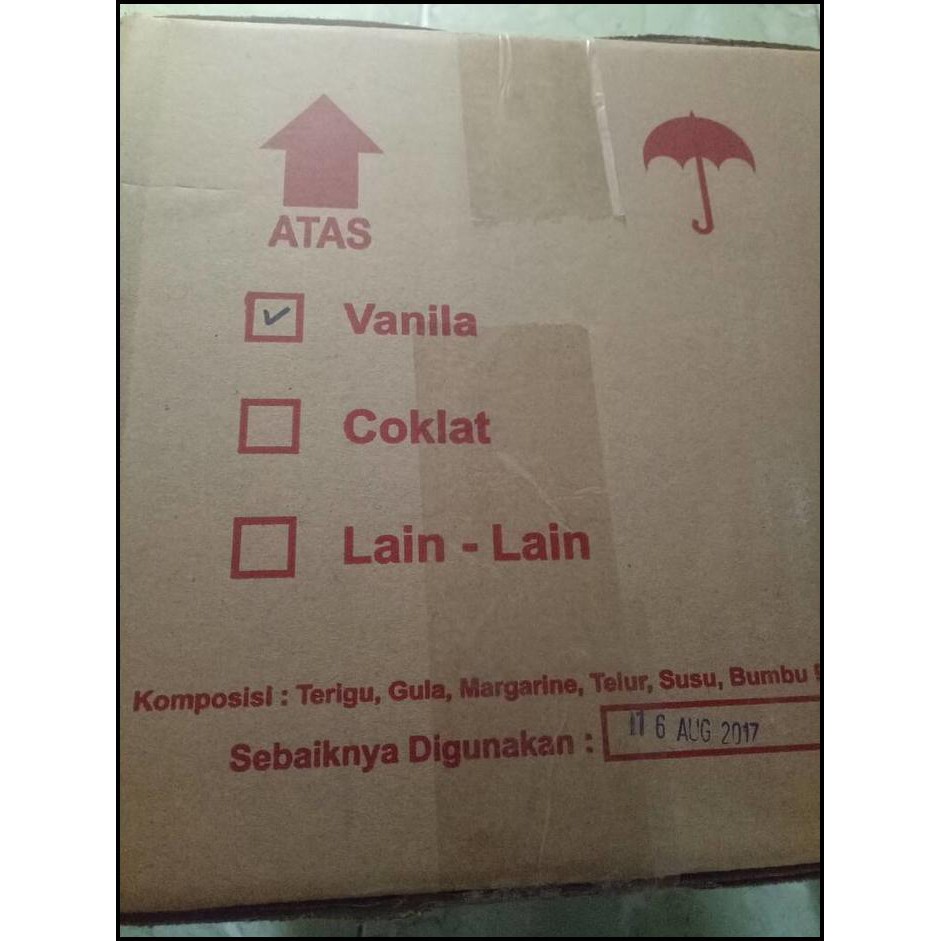 ATAS
Vanila
Coklat
Lain - Lain
Komposisi : Terigu, Gula, Margarine, Telur, Susu, Bumbu
Sebaiknya Digunakan :
6 AUG 2017